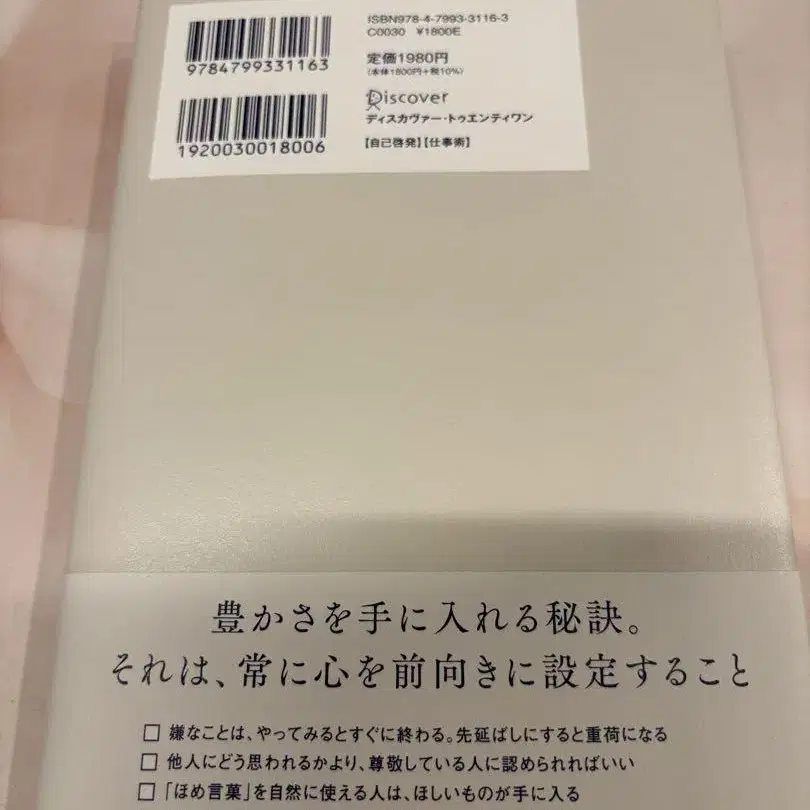 ISBN978-4-7993-3116-3
C0030 ¥1800E
9784799331163
定価1980円
(本体1800円+税10%)
Discover
ディスカヴァー・トゥエンティワン
1920030018006
【自己啓発】【仕事術】
豊かさを手に入れる秘訣。
それは、常に心を前向きに設定すること
□ 嫌なことは、やってみるとすぐに終わる。先延ばしにすると重荷になる
□ 他人にどう思われるかより、尊敬している人に認められればいい
□ 「ほめ言葉」を自然に使える人は、ほしいものが手に入る